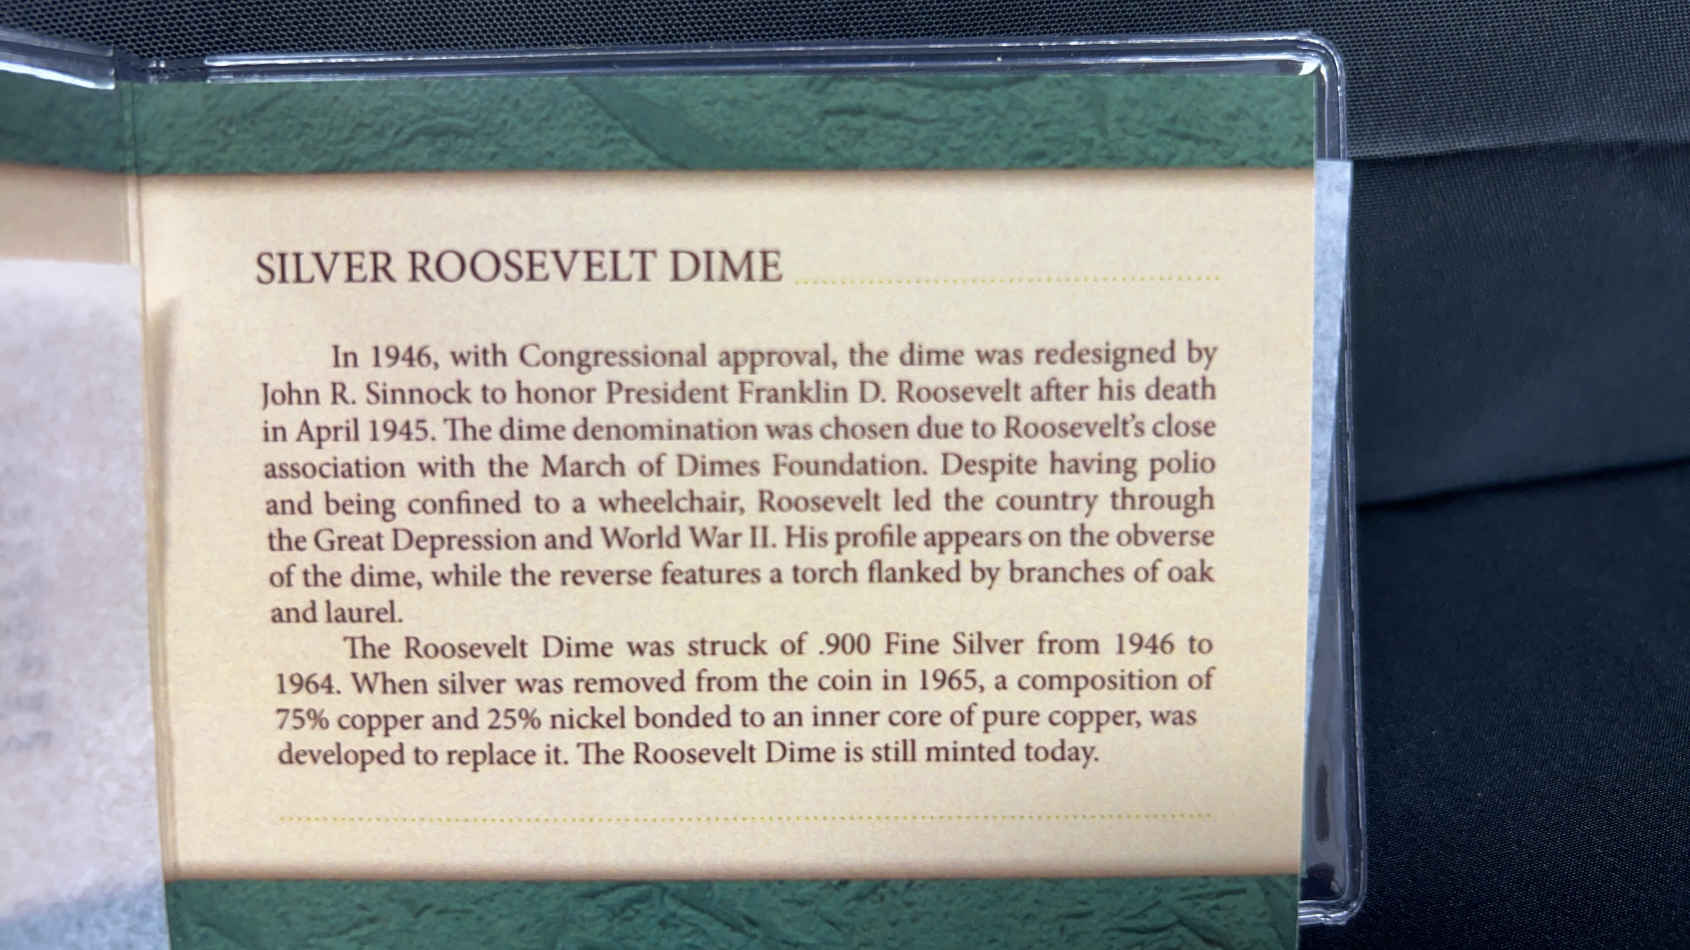 SILVER ROOSEVELT DIME
In 1946, with Congressional approval, the dime was redesigned by
John R. Sinnock to honor President Franklin D. Roosevelt after his death
in April 1945. The dime denomination was chosen due to Roosevelt's close
association with the March of Dimes Foundation. Despite having polio
and being confined to a wheelchair, Roosevelt led the country through
the Great Depression and World War II. His profile appears on the obverse
of the dime, while the reverse features a torch flanked by branches of oak
and laurel.
The Roosevelt Dime was struck of .900 Fine Silver from 1946 to
1964. When silver was removed from the coin in 1965, a composition of
75% copper and 25% nickel bonded to an inner core of pure copper, was
developed to replace it. The Roosevelt Dime is still minted today.